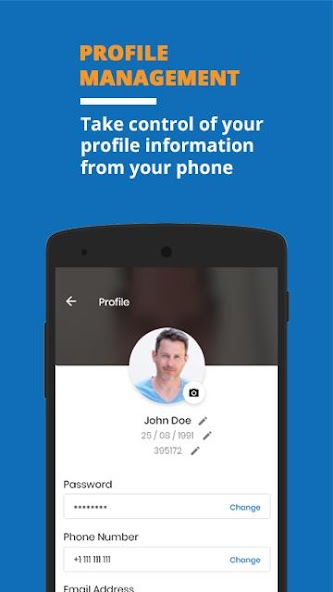 PROFILE
MANAGEMENT
Take control of your
profile information
from your phone
Profile
John Doe
25 / 08 / 1991
395172
Password
••••••••
Change
Phone Number
+1 111 111 111
Change
Email Address